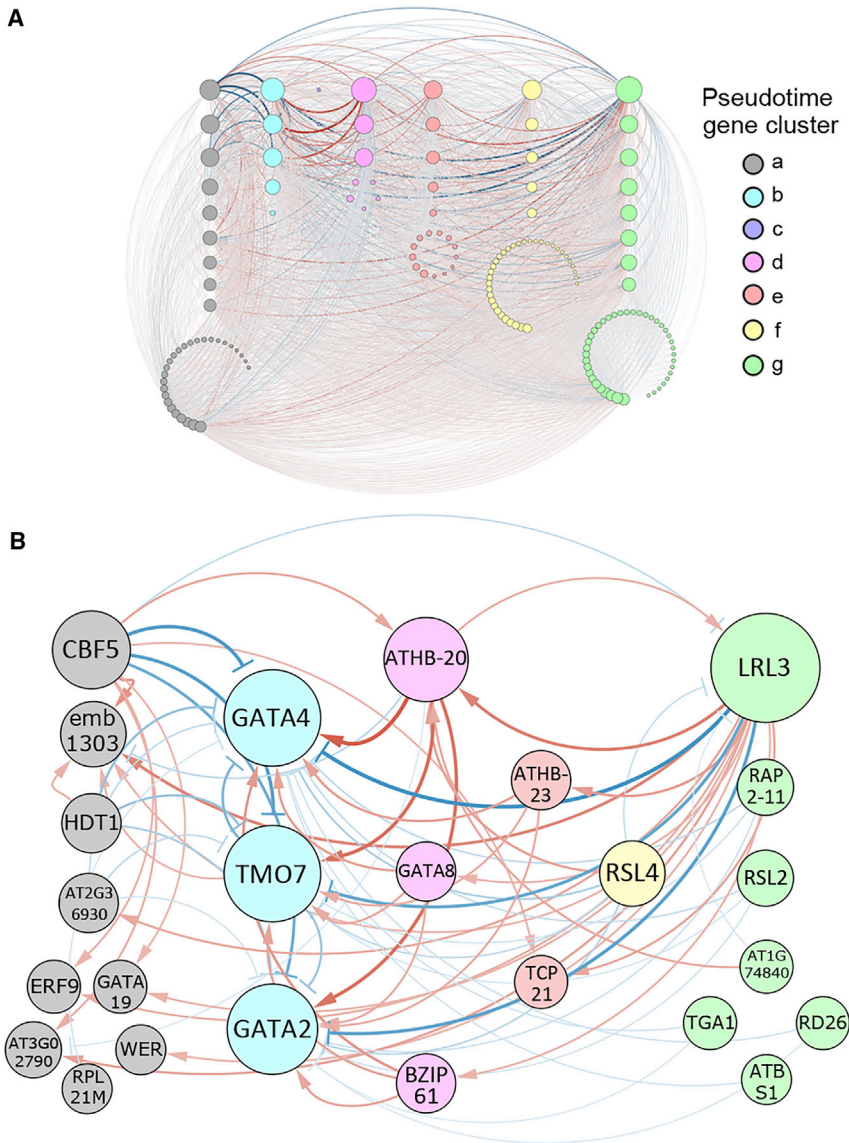 A
Pseudotime
gene cluster
a
b
c
d
e
f
g
B
CBF5
ATHB-20
LRL3
GATA4
emb
1303
ATHB-
23
RAP
2-11
HDT1
TMO7
GATA8
RSL4
RSL2
AT2G3
6930
AT1G
74840
ERF9
GATA
19
TCP
21
GATA2
TGA1
RD26
AT3G0
2790
WER
RPL
21M
BZIP
61
ATB
S1